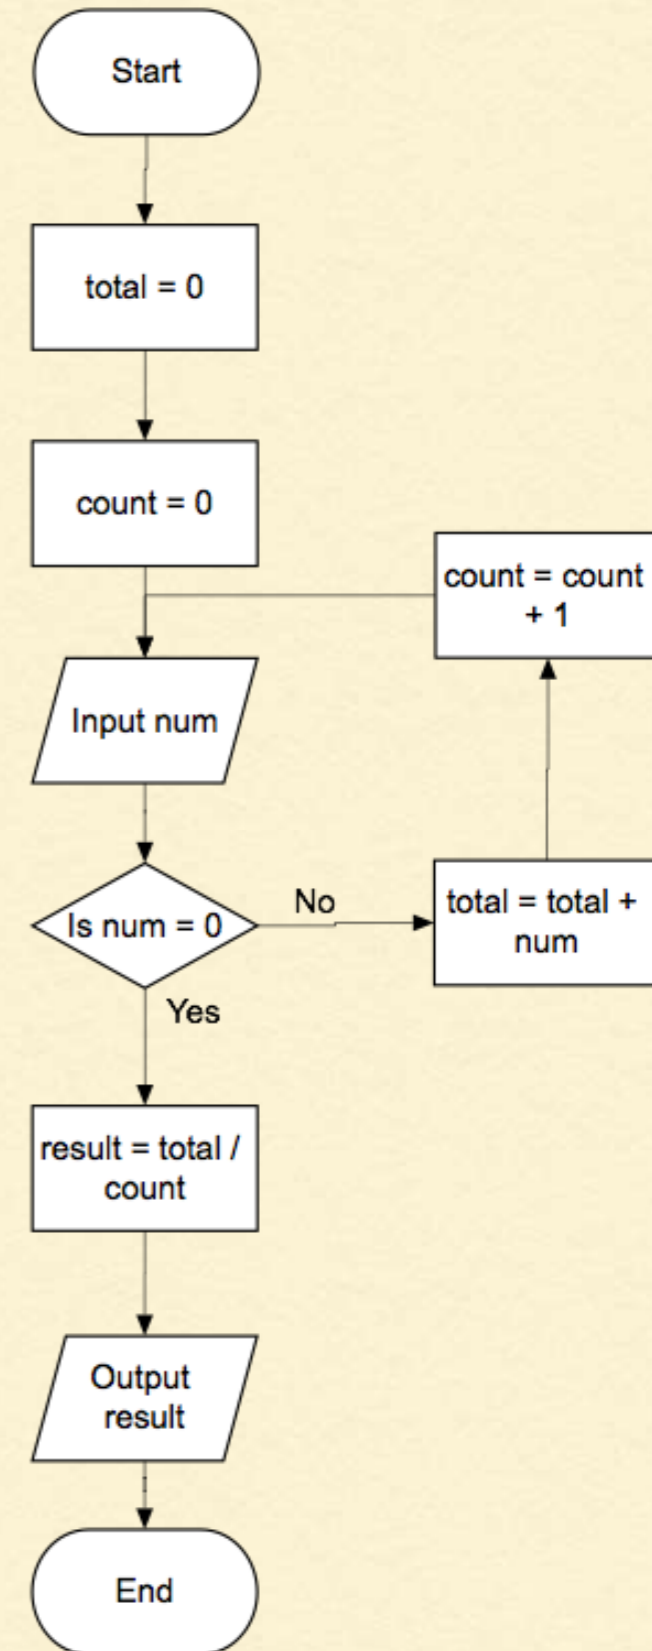 Start
total = 0
count = 0
count = count
+ 1
Input num
Is num = 0
No
total = total +
num
Yes
result = total /
count
Output
result
End